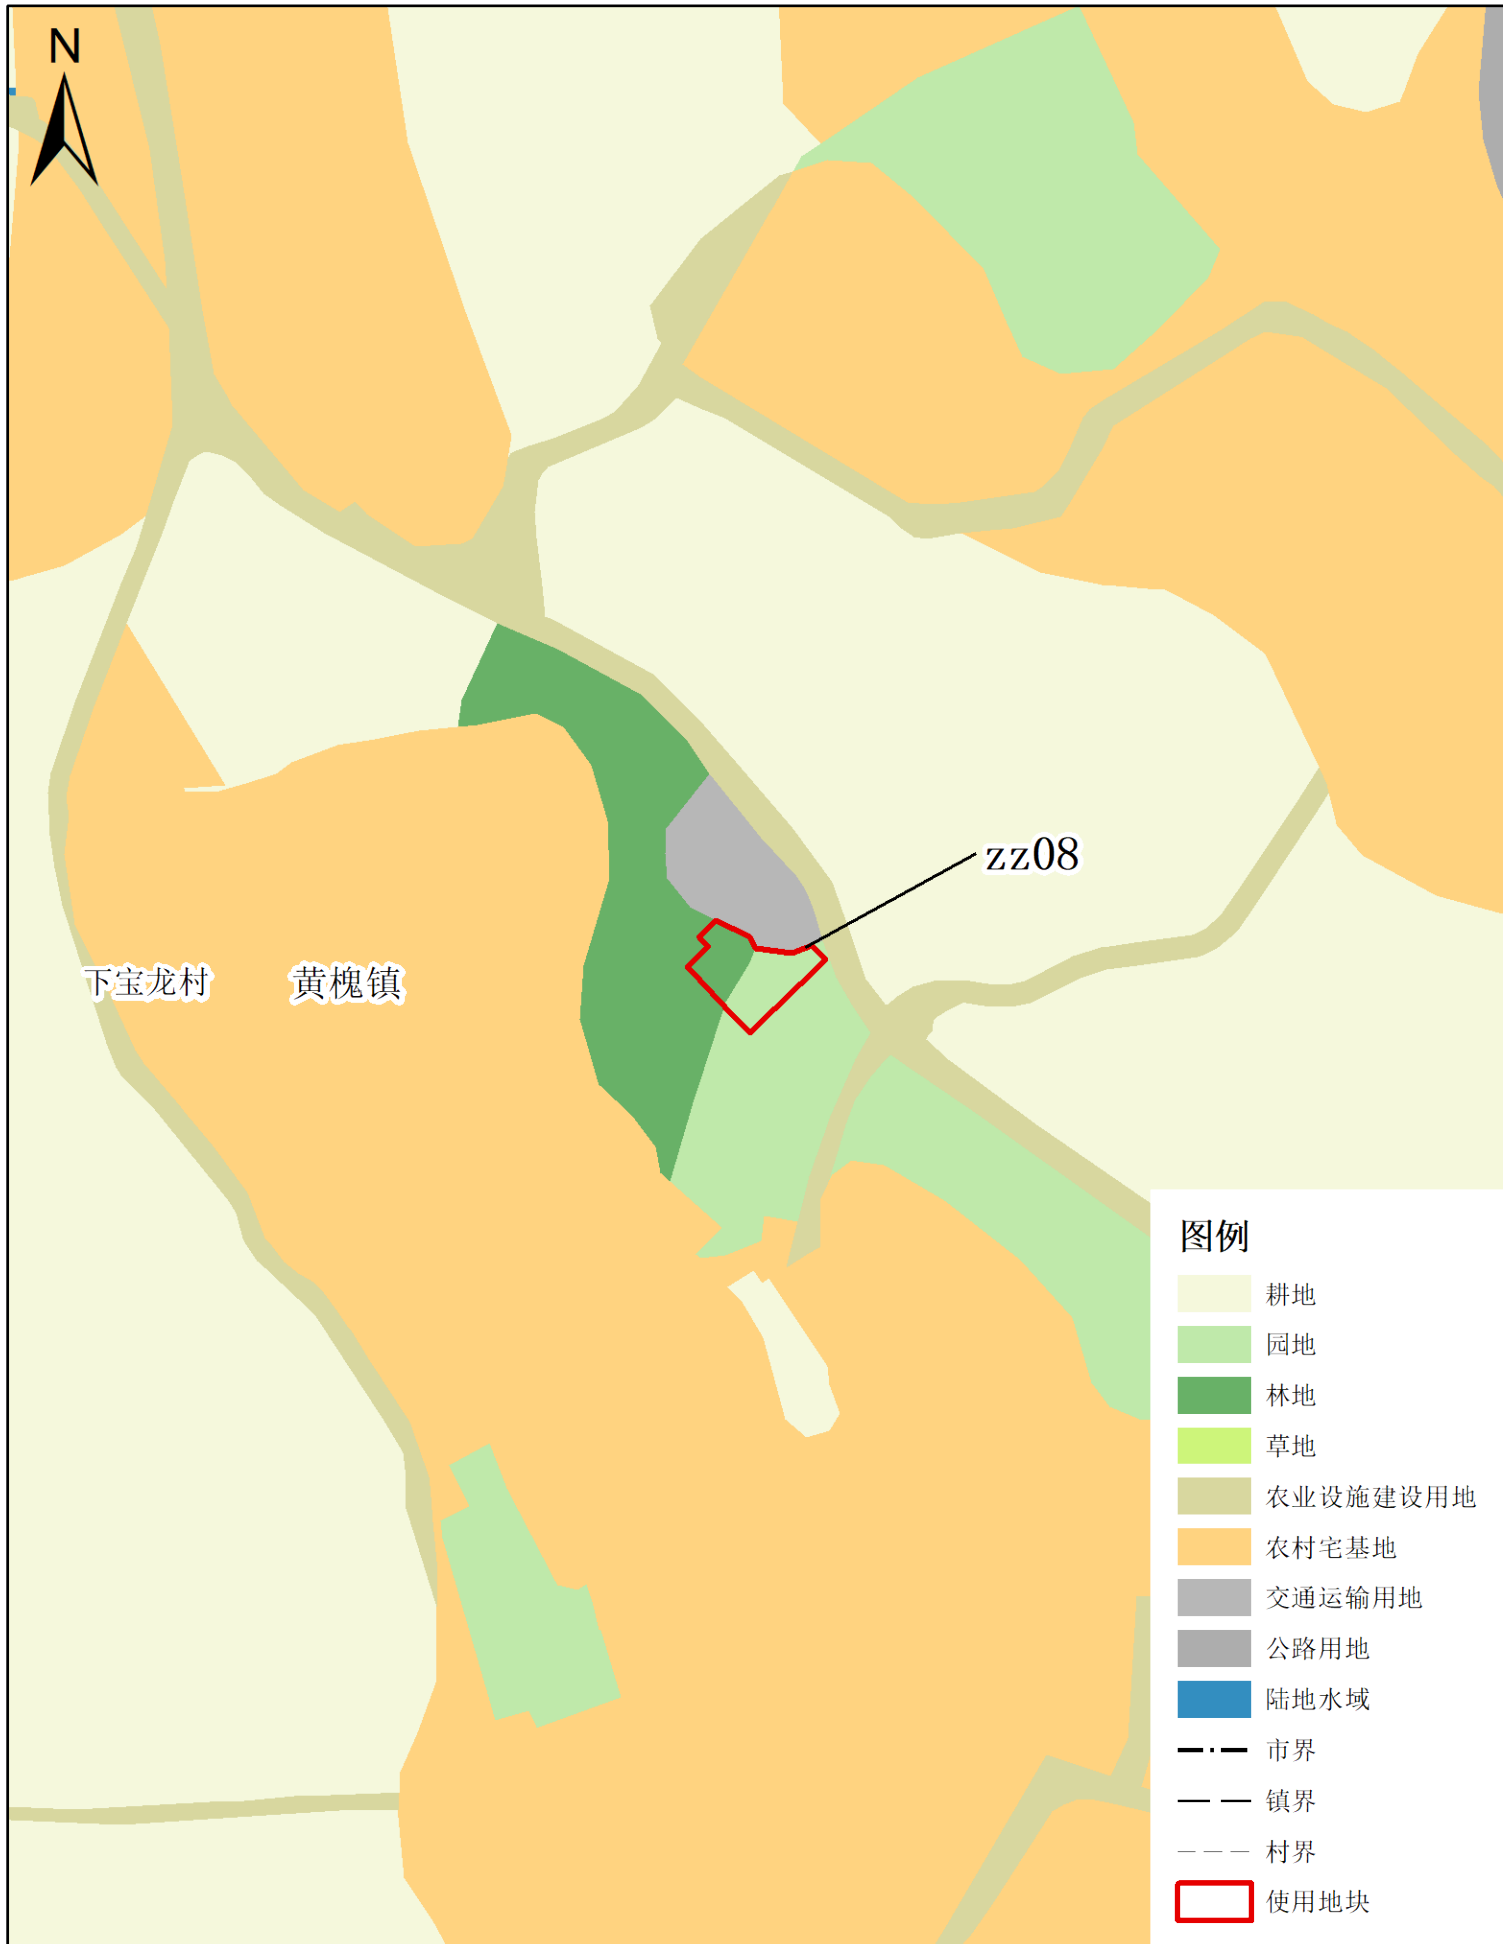 N
zz08
下宝龙村
黄槐镇
图例
耕地
园地
林地
草地
农业设施建设用地
农村宅基地
交通运输用地
公路用地
陆地水域
市界
镇界
村界
使用地块